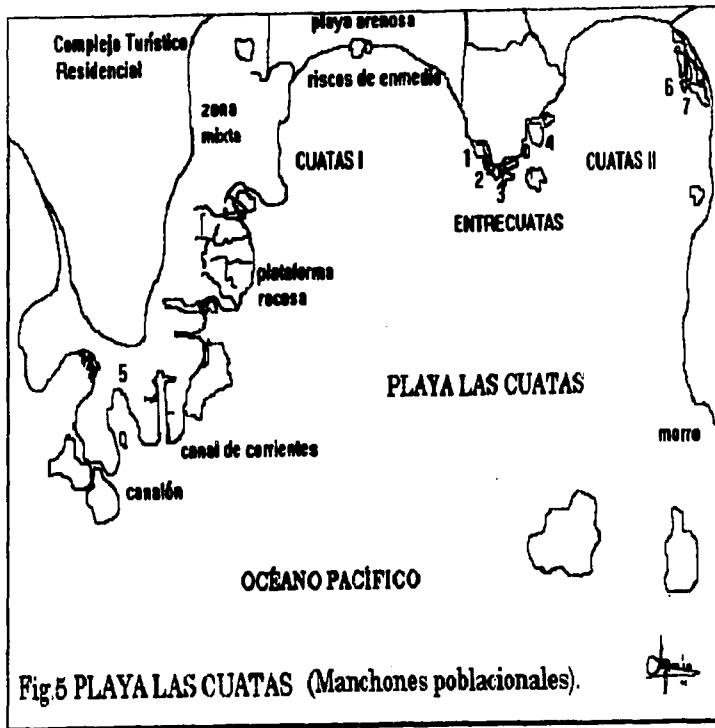 playa arenosa
Complejo Turístico
Residencial
riscos de enmedio
zona
mixta
6
7
1
4
CUATAS I
2
CUATAS II
3
ENTRECUATAS
plataforma
rocosa
5
PLAYA LAS CUATAS
canal de corrientes
morro
canalón
OCÉANO PACÍFICO
Fig.5 PLAYA LAS CUATAS (Manchones poblacionales).